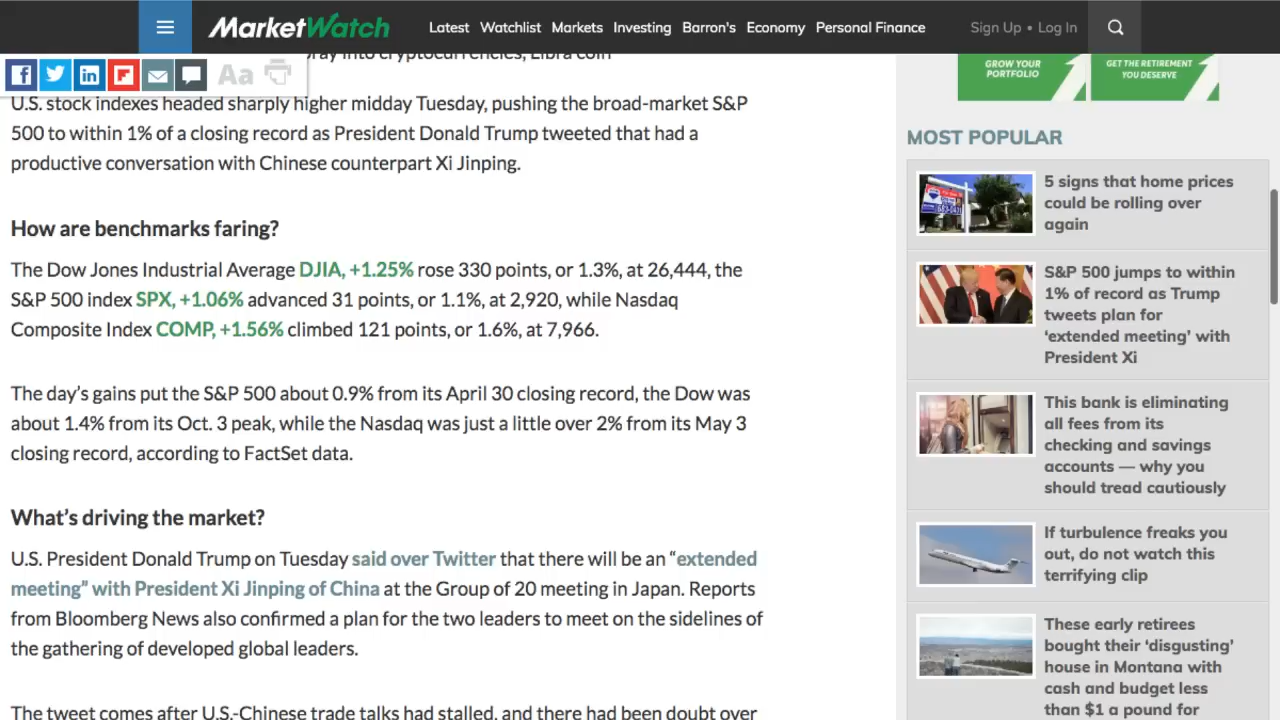 MarketWatch
Latest Watchlist Markets Investing Barron's Economy Personal Finance
Sign Up • Log In
into cryptocurrencies, Libra coin
Aa
U.S. stock indexes headed sharply higher midday Tuesday, pushing the broad-market S&P
500 to within 1% of a closing record as President Donald Trump tweeted that had a
productive conversation with Chinese counterpart Xi Jinping.
How are benchmarks faring?
The Dow Jones Industrial Average DJIA, +1.25% rose 330 points, or 1.3%, at 26,444, the
S&P 500 index SPX, +1.06% advanced 31 points, or 1.1%, at 2,920, while Nasdaq
Composite Index COMP, +1.56% climbed 121 points, or 1.6%, at 7,966.
The day’s gains put the S&P 500 about 0.9% from its April 30 closing record, the Dow was
about 1.4% from its Oct. 3 peak, while the Nasdaq was just a little over 2% from its May 3
closing record, according to FactSet data.
What’s driving the market?
U.S. President Donald Trump on Tuesday said over Twitter that there will be an “extended
meeting” with President Xi Jinping of China at the Group of 20 meeting in Japan. Reports
from Bloomberg News also confirmed a plan for the two leaders to meet on the sidelines of
the gathering of developed global leaders.
The tweet comes after U.S.-Chinese trade talks had stalled, and there had been doubt over
GROW YOUR
PORTFOLIO
GET THE RETIREMENT
YOU DESERVE
MOST POPULAR
5 signs that home prices
could be rolling over
again
S&P 500 jumps to within
1% of record as Trump
tweets plan for
‘extended meeting’ with
President Xi
This bank is eliminating
all fees from its
checking and savings
accounts — why you
should tread cautiously
If turbulence freaks you
out, do not watch this
terrifying clip
These early retirees
bought their ‘disgusting’
house in Montana with
cash and budget less
than $1 a pound for